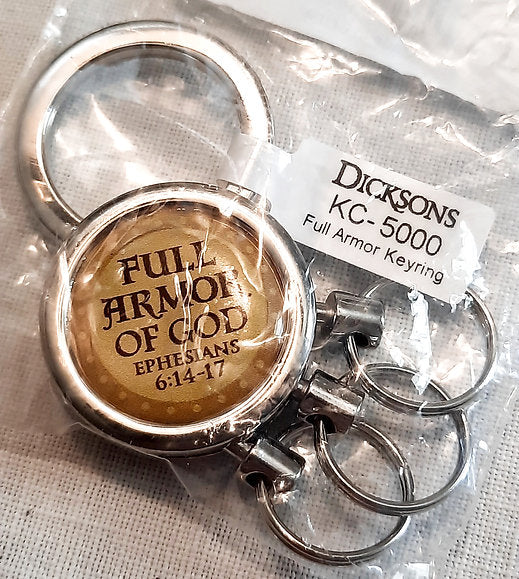 DICKSONS
KC-5000
Full Armor Keyring
FULL
ARMOR
OF GOD
EPHESIANS
6:14-17